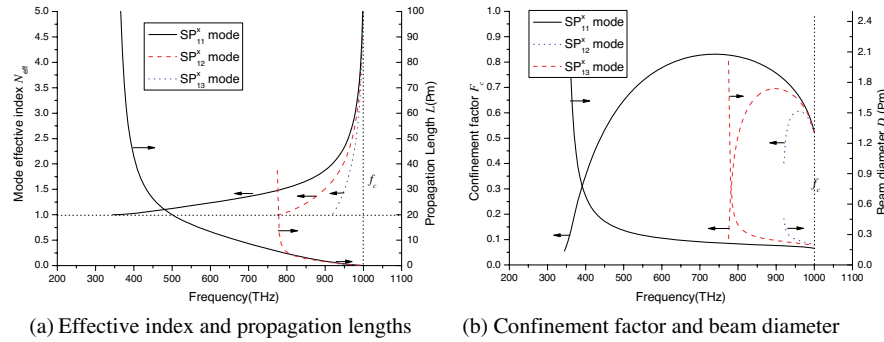 5.0
4.5
4.0
3.5
3.0
2.5
2.0
1.5
1.0
0.5
0.0
Mode effective index N_eff
SP^x_11 mode
SP^x_12 mode
SP^x_13 mode
f_c
100
90
80
70
60
50
40
30
20
10
0
Propagation Length L(Pm)
200 300 400 500 600 700 800 900 1000 1100
Frequency(THz)
(a) Effective index and propagation lengths
1.0
0.9
0.8
0.7
0.6
0.5
0.4
0.3
0.2
0.1
0.0
Confinement factor F_c
SP^x_11 mode
SP^x_12 mode
SP^x_13 mode
f_c
2.4
2.1
1.8
1.5
1.2
0.9
0.6
0.3
0.0
Beam diameter D(Pm)
200 300 400 500 600 700 800 900 1000 1100
Frequency(THz)
(b) Confinement factor and beam diameter